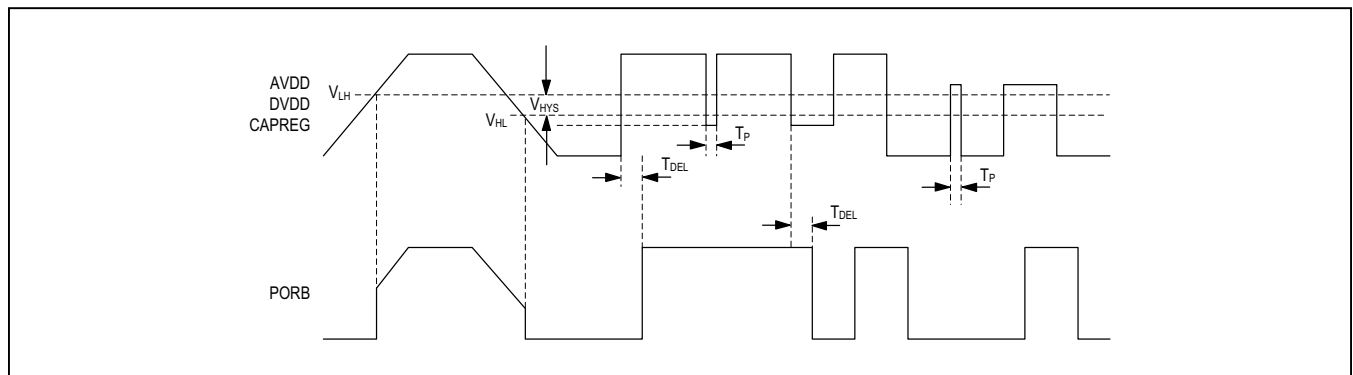 AVDD
DVDD
CAPREG
VLH
VHYS
VHL
TP
TDEL
TP
TDEL
PORB